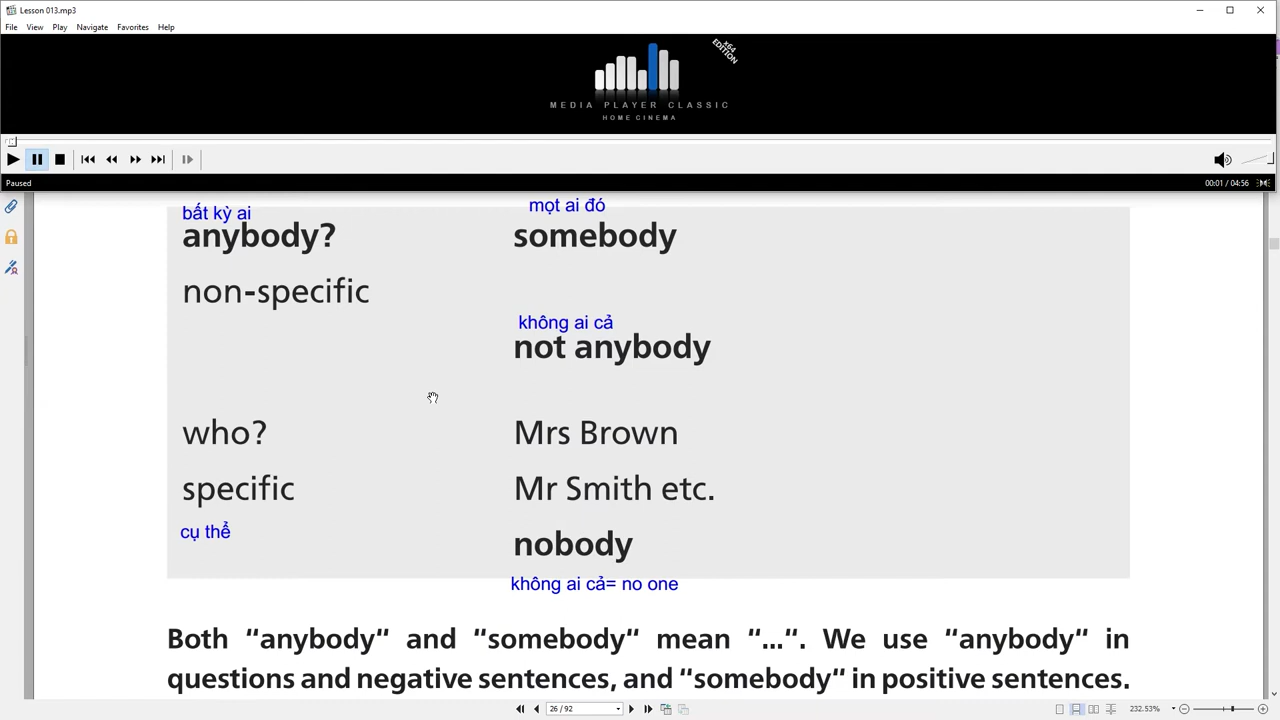 Lesson 013.mp3
File View Play Navigate Favorites Help
x64 EDITION
MEDIA PLAYER CLASSIC
HOME CINEMA
Paused 00:01 / 04:56
bất kỳ ai mọt ai đó
anybody? somebody
non-specific
không ai cả
not anybody
who? Mrs Brown
specific Mr Smith etc.
cụ thể
nobody
không ai cả= no one
Both “anybody“ and “somebody“ mean “...“. We use “anybody“ in
questions and negative sentences, and “somebody“ in positive sentences.
26 / 92 232.53%